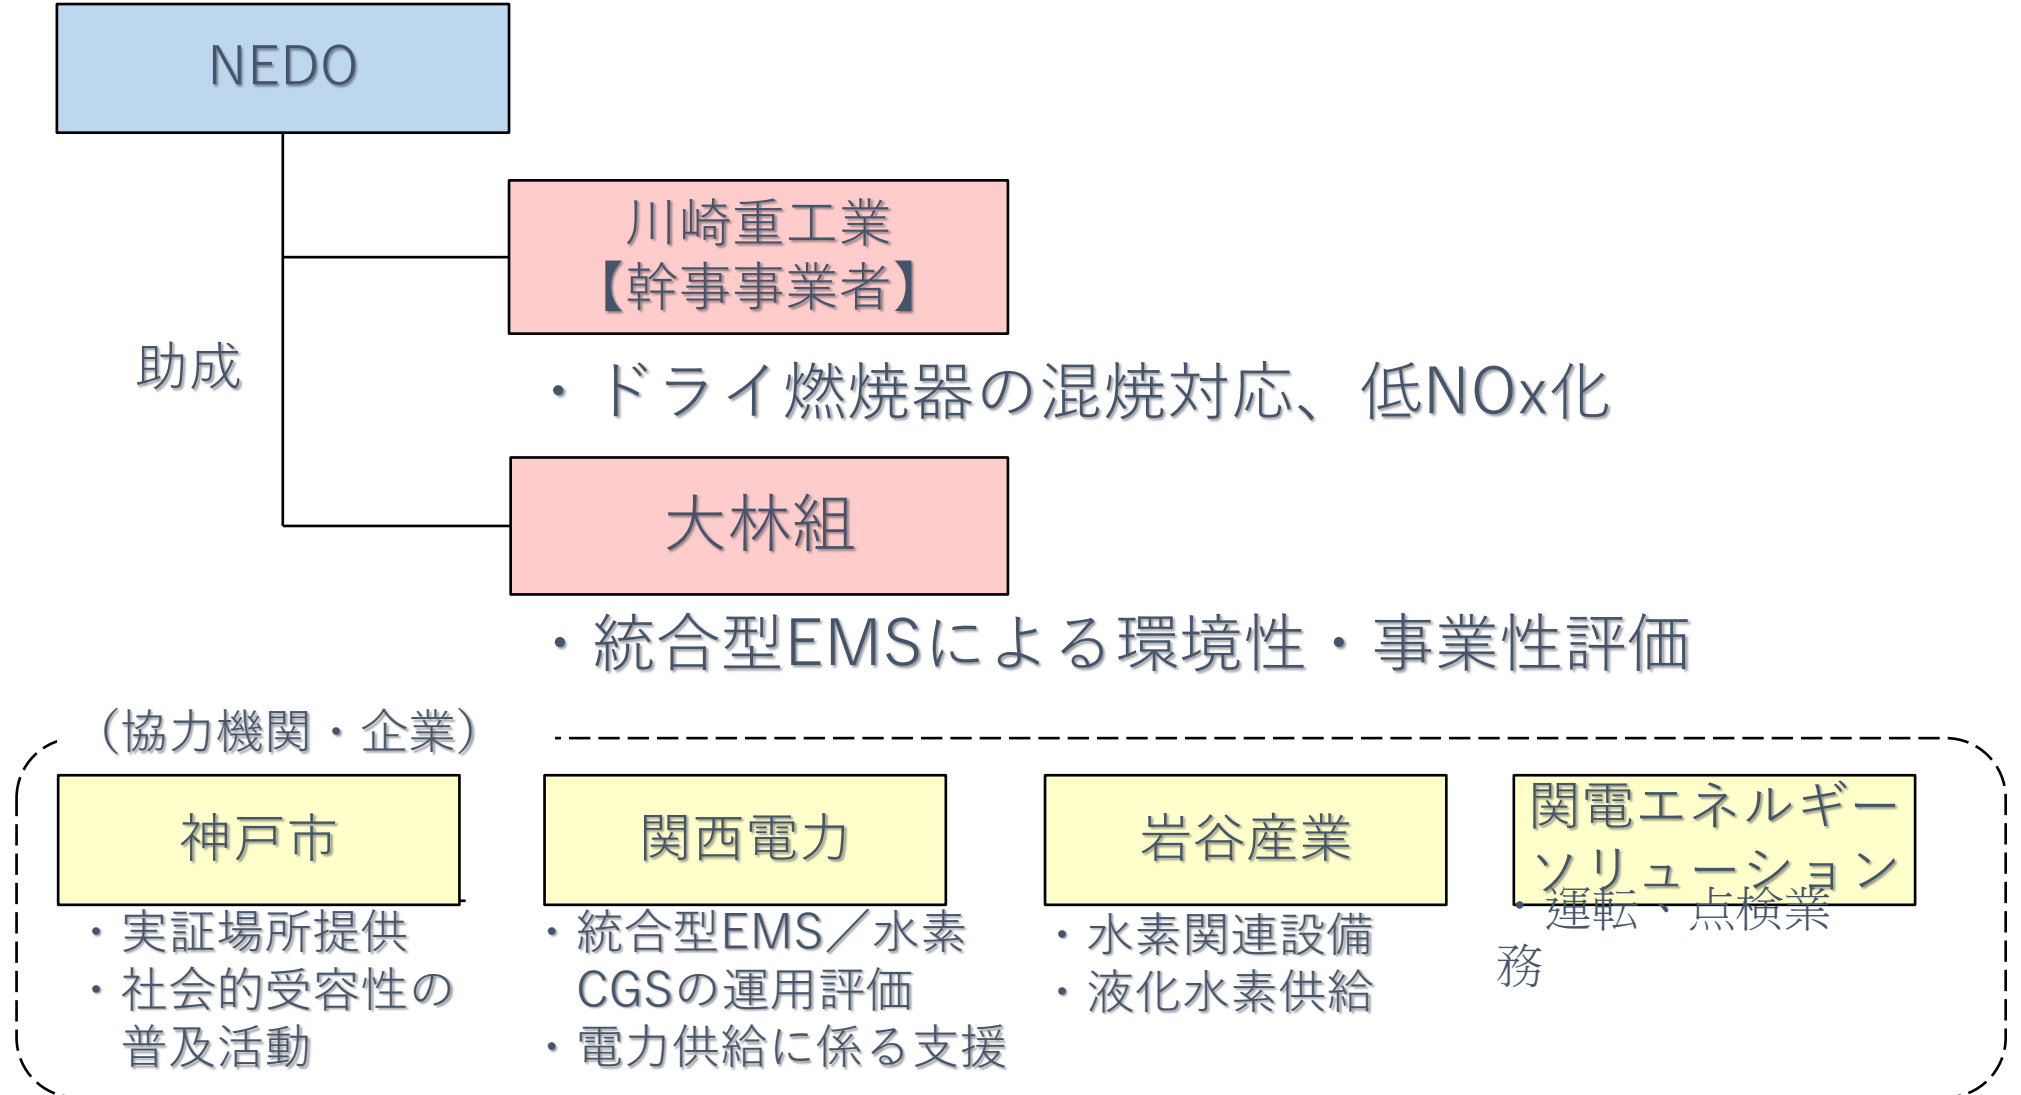 NEDO
川崎重工業
【幹事事業者】
助成
・ドライ燃焼器の混焼対応、低NOx化
大林組
・統合型EMSによる環境性・事業性評価
（協力機関・企業）
神戸市
・実証場所提供
・社会的受容性の
普及活動
関西電力
・統合型EMS／水素
CGSの運用評価
・電力供給に係る支援
岩谷産業
・水素関連設備
・液化水素供給
関電エネルギー
ソリューション
・運転、点検業
務